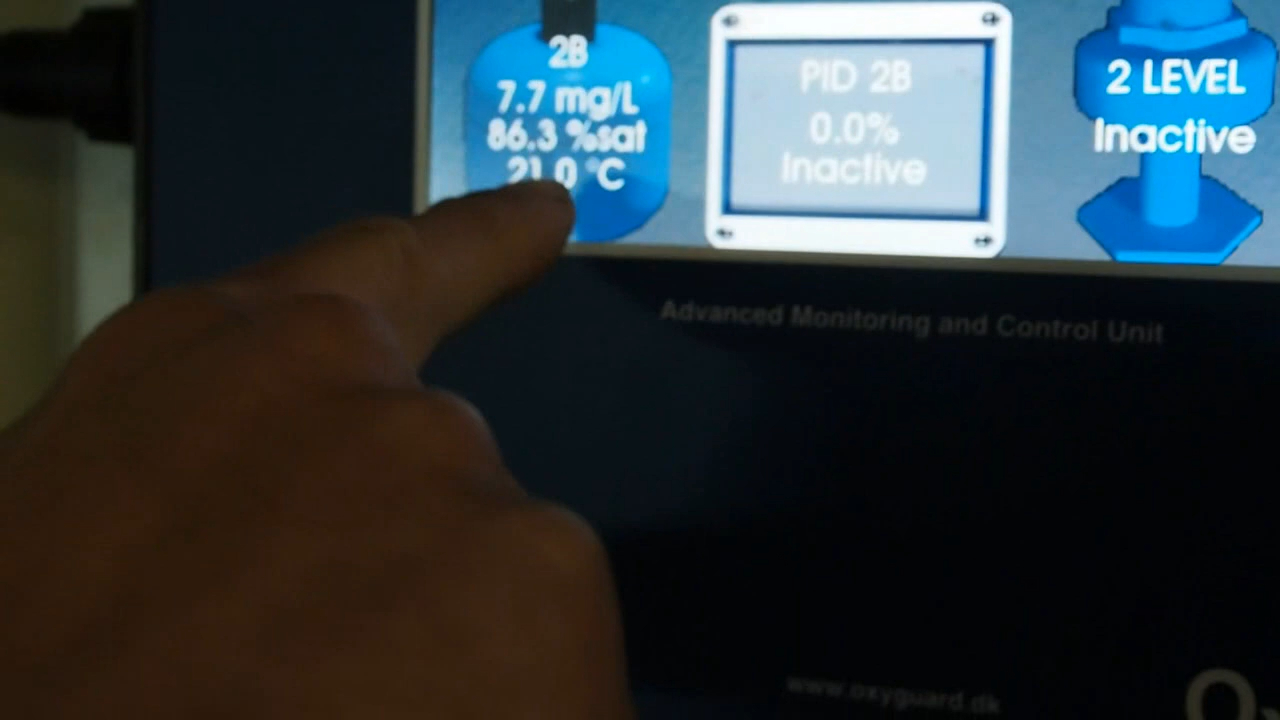 2B
7.7 mg/L
86.3 %sat
21.0 °C
PID 2B
0.0%
Inactive
2 LEVEL
Inactive
Advanced Monitoring and Control Unit
www.oxyguard.dk